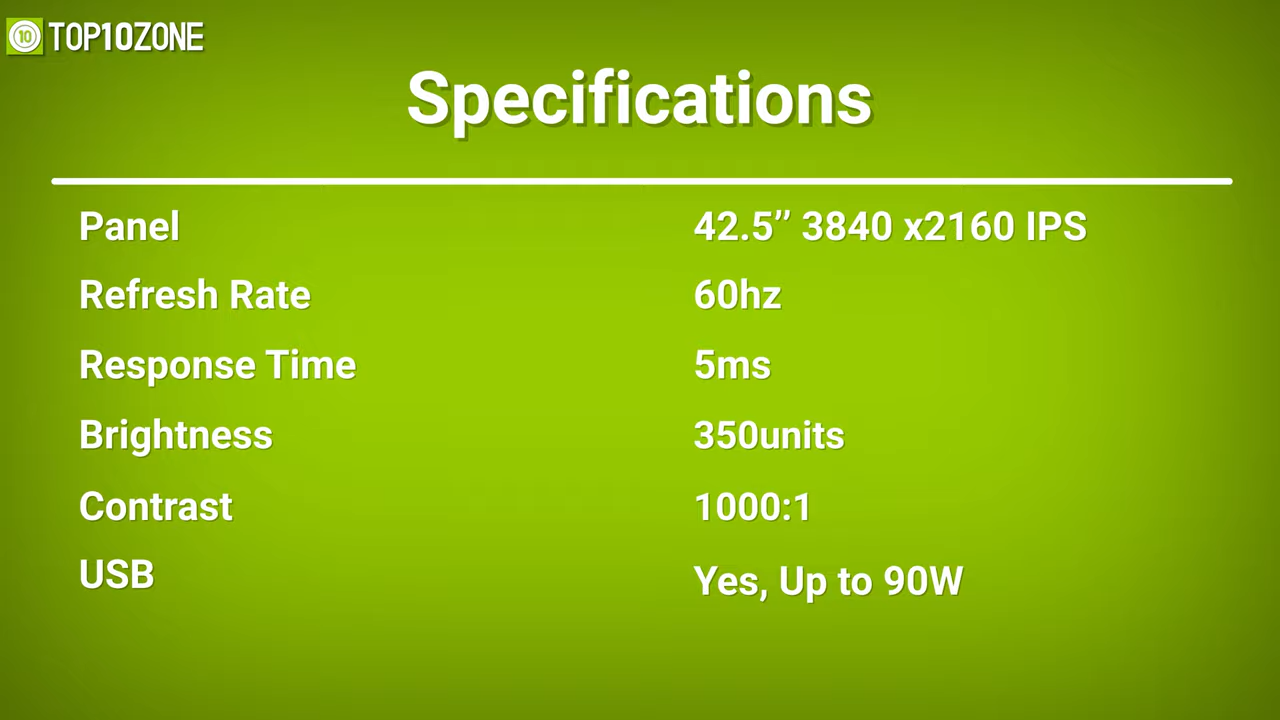 10 TOP10ZONE
Specifications
Panel 42.5’’ 3840 x2160 IPS
Refresh Rate 60hz
Response Time 5ms
Brightness 350units
Contrast 1000:1
USB Yes, Up to 90W